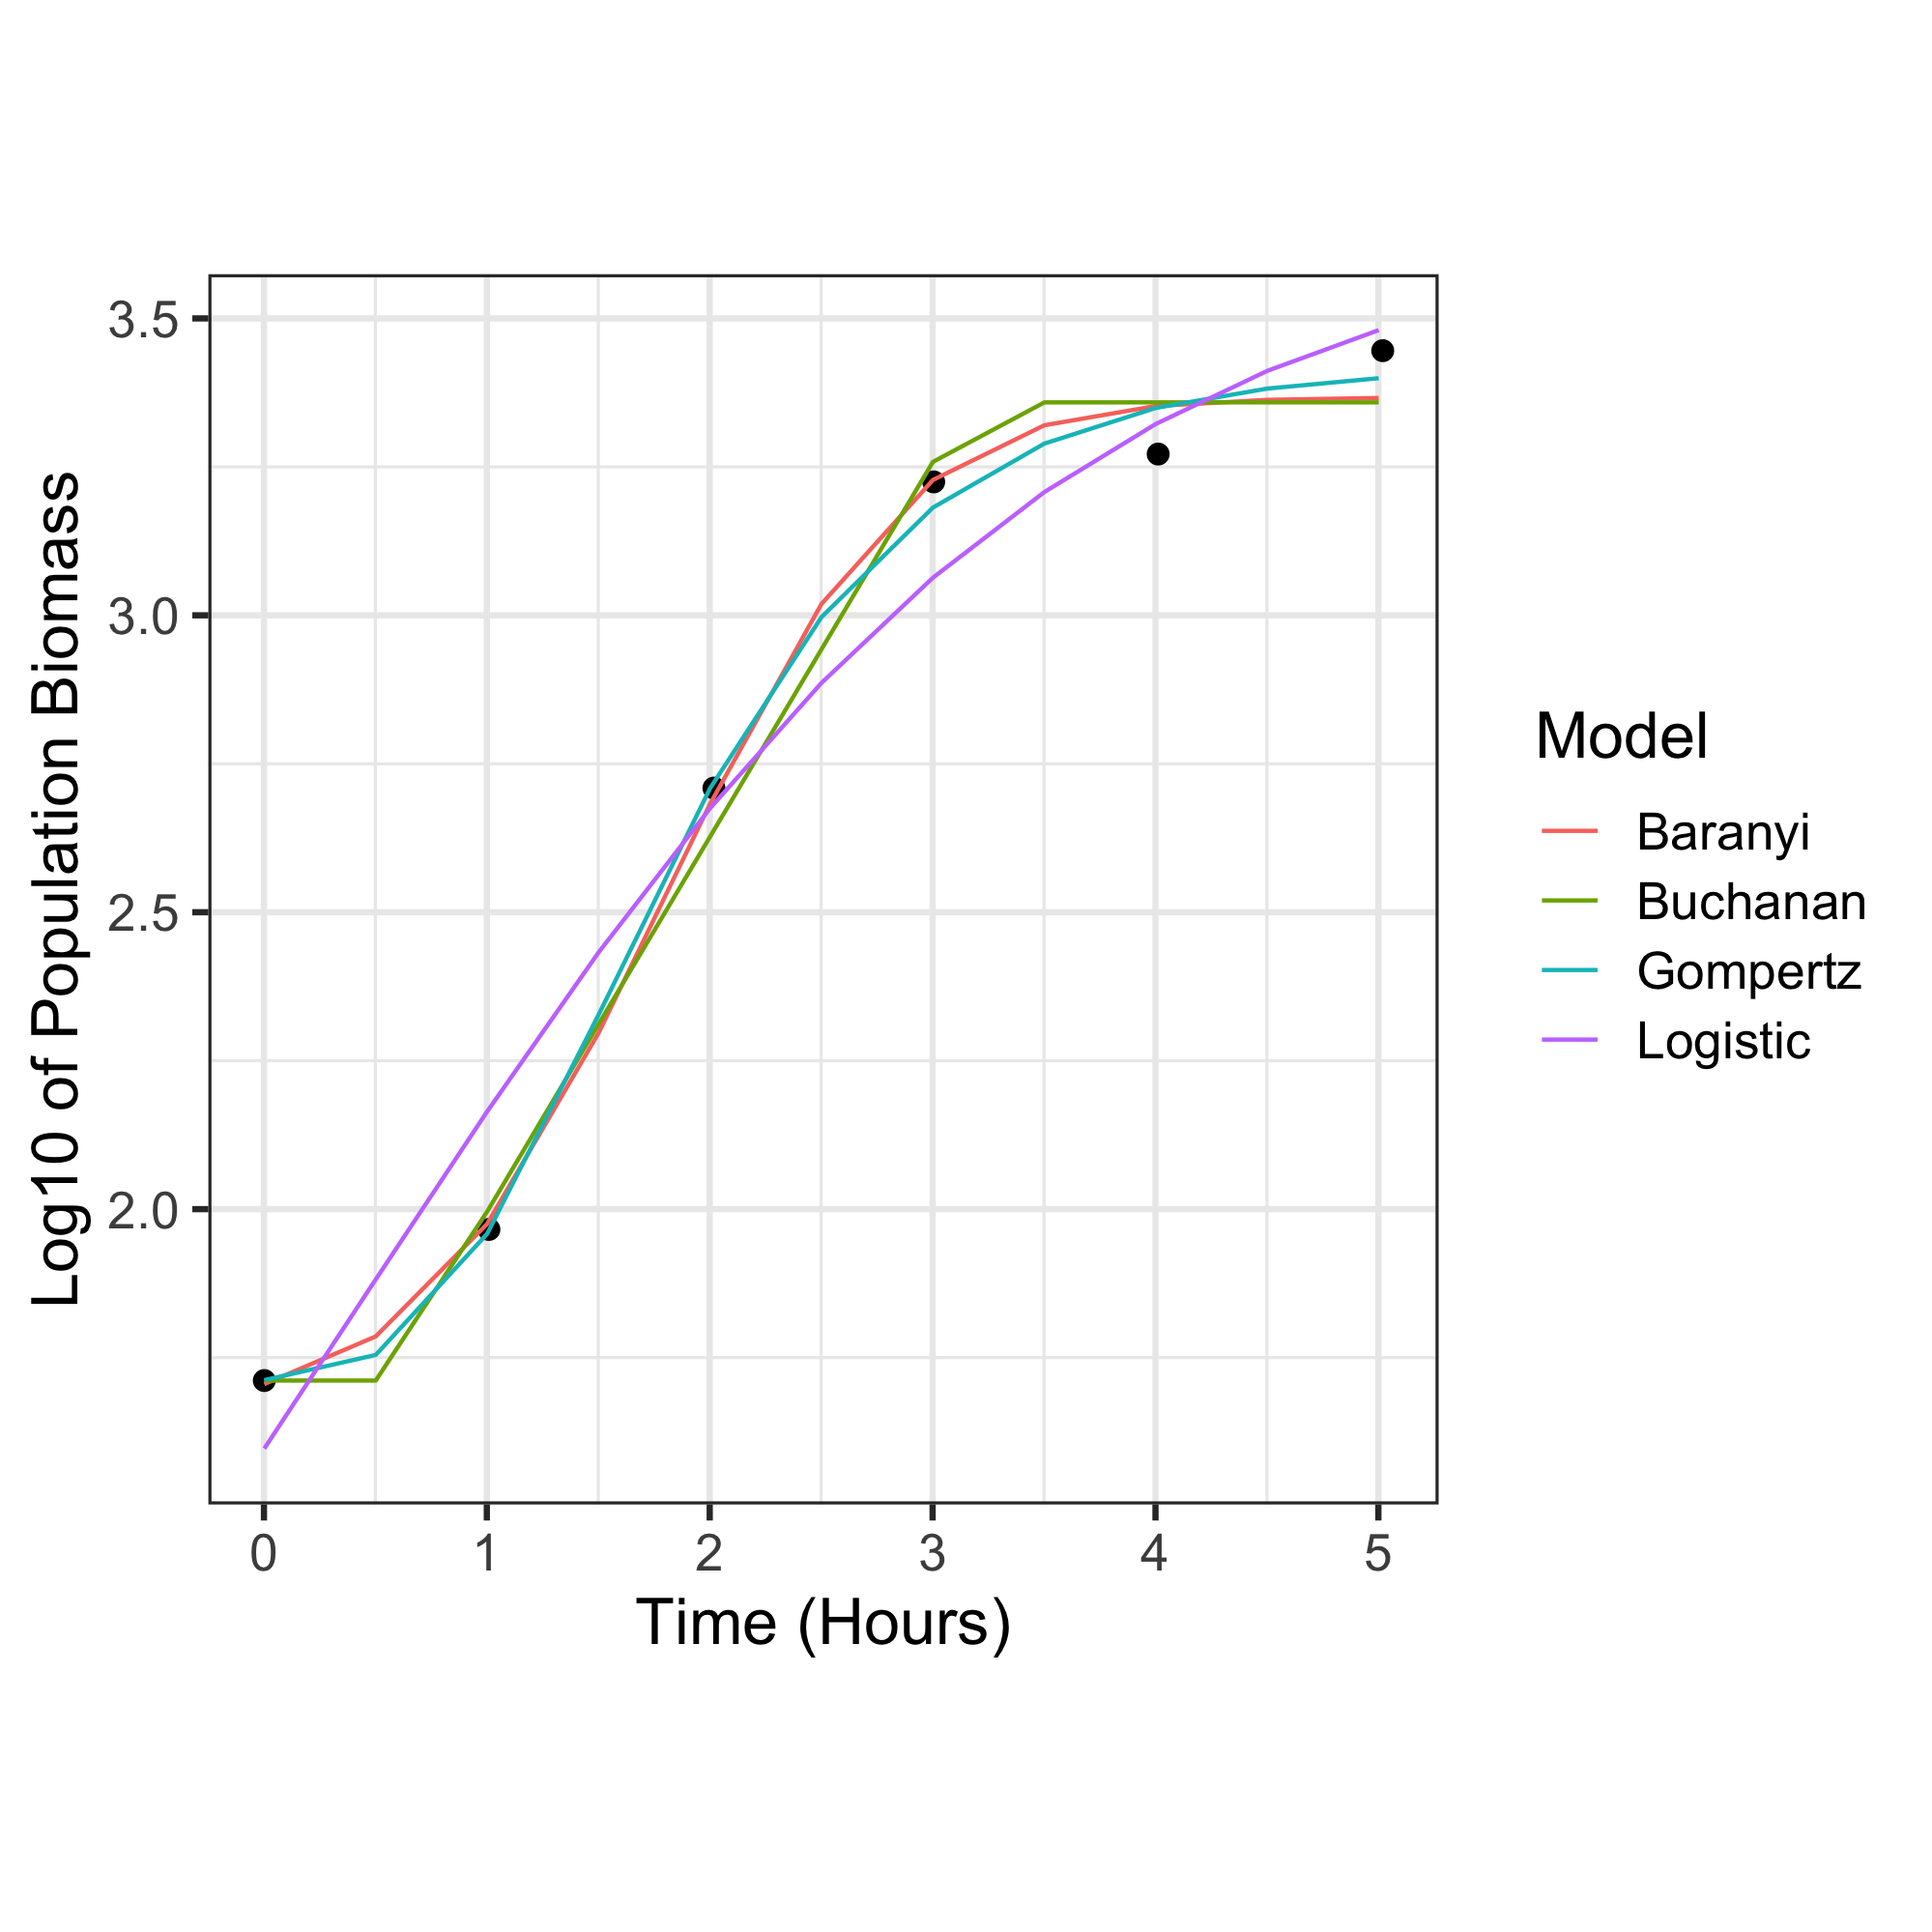 Log10 of Population Biomass
3.5
3.0
2.5
2.0
0 1 2 3 4 5
Time (Hours)
Model
Baranyi
Buchanan
Gompertz
Logistic